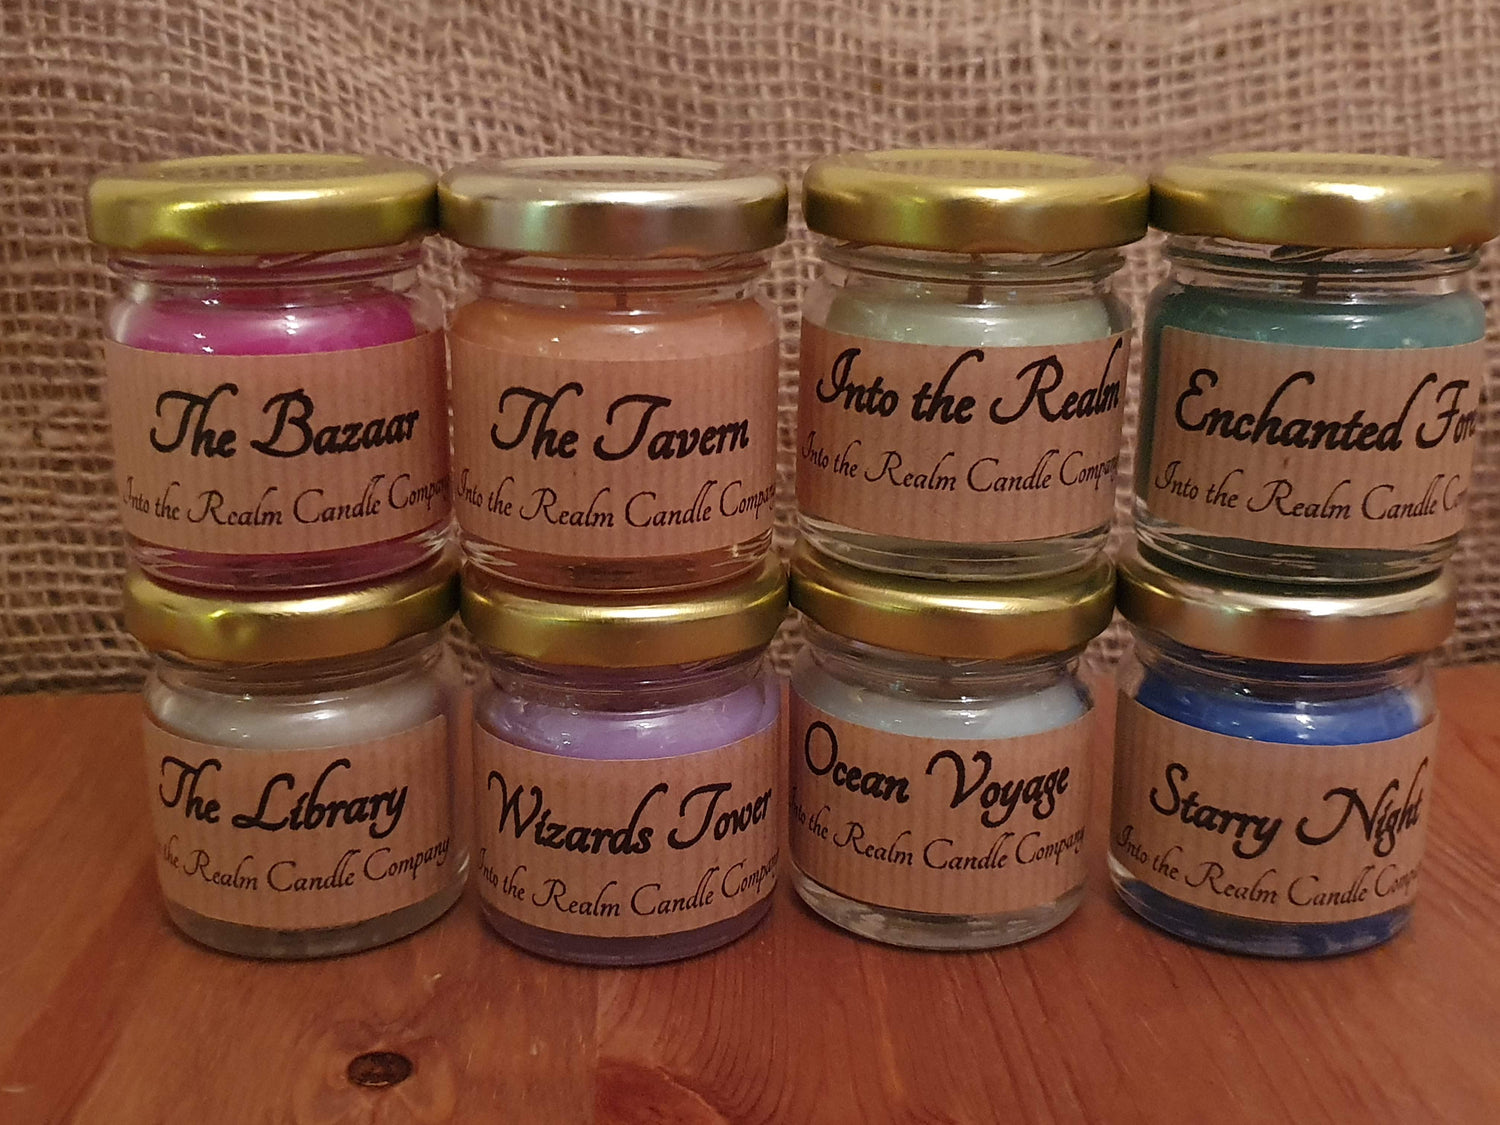 The Bazaar
Into the Realm Candle Company
The Tavern
Into the Realm Candle Company
Into the Realm
Into the Realm Candle Company
Enchanted
Into the Realm Candle
The Library
the Realm Candle Company
Wizards Tower
Into the Realm Candle Company
Ocean Voyage
Into the Realm Candle Company
Starry Night
Into the Realm Candle